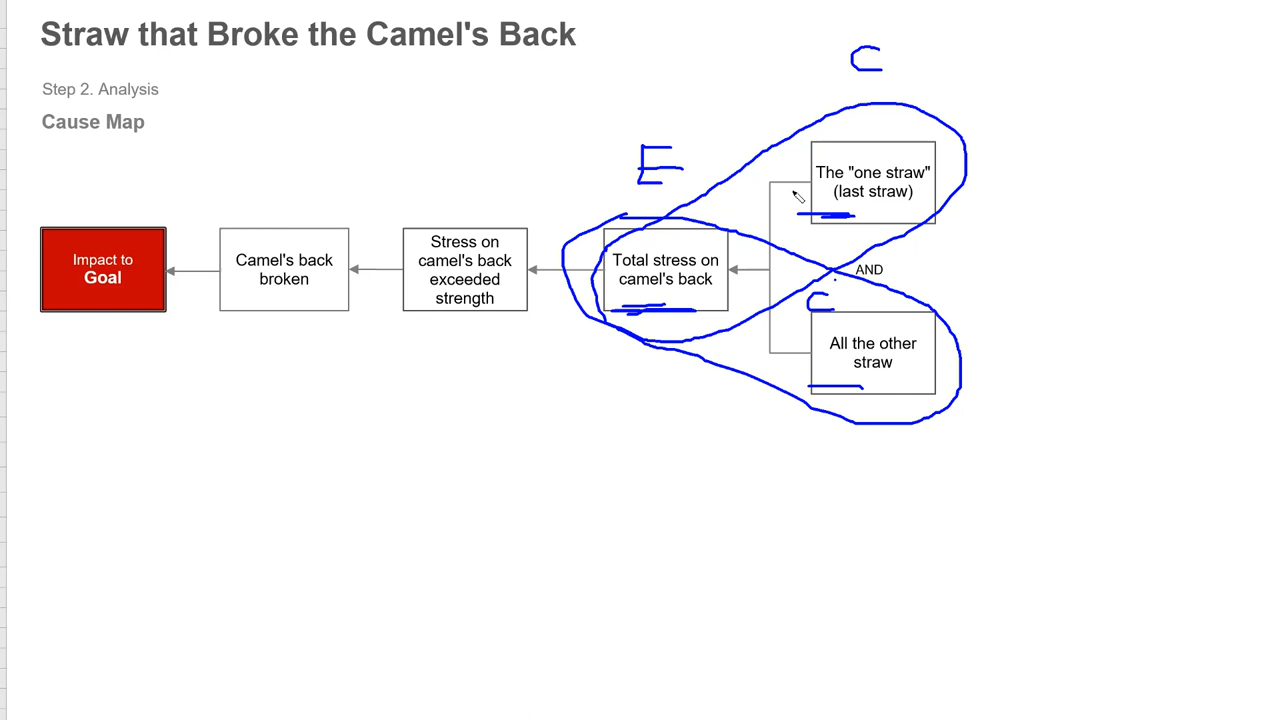 Straw that Broke the Camel's Back
Step 2. Analysis
Cause Map
C
E
The "one straw"
(last straw)
Impact to
Goal
Camel's back
broken
Stress on
camel's back
exceeded
strength
Total stress on
camel's back
AND
C
All the other
straw